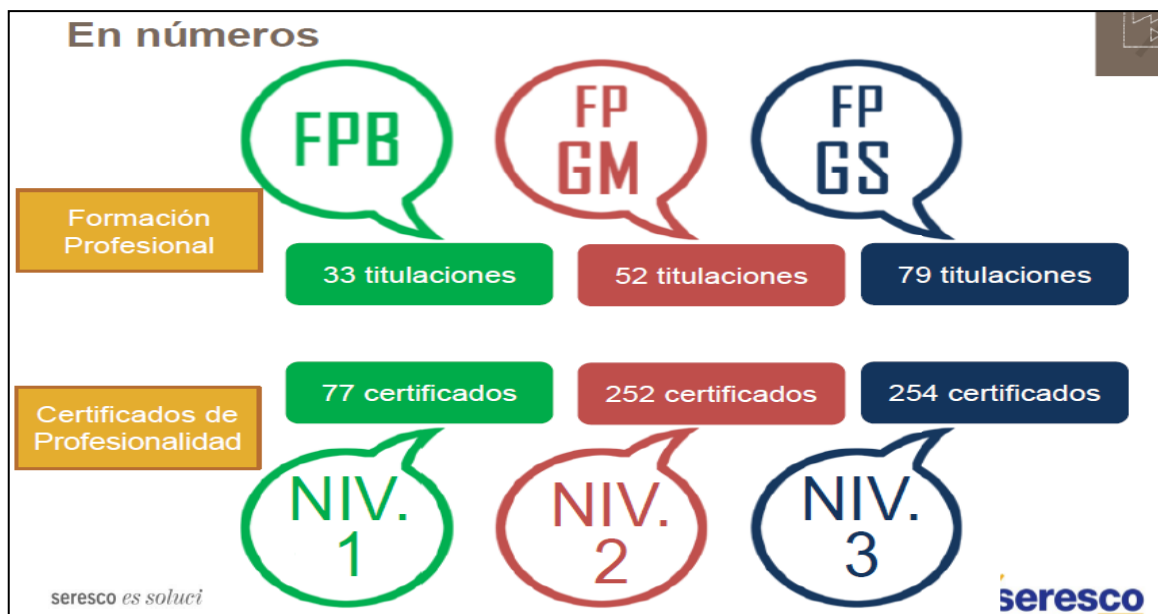 En números
FPB
FP
GM
FP
GS
Formación
Profesional
33 titulaciones
52 titulaciones
79 titulaciones
77 certificados
252 certificados
254 certificados
Certificados de
Profesionalidad
NIV.
1
NIV.
2
NIV.
3
seresco es soluci
seresco